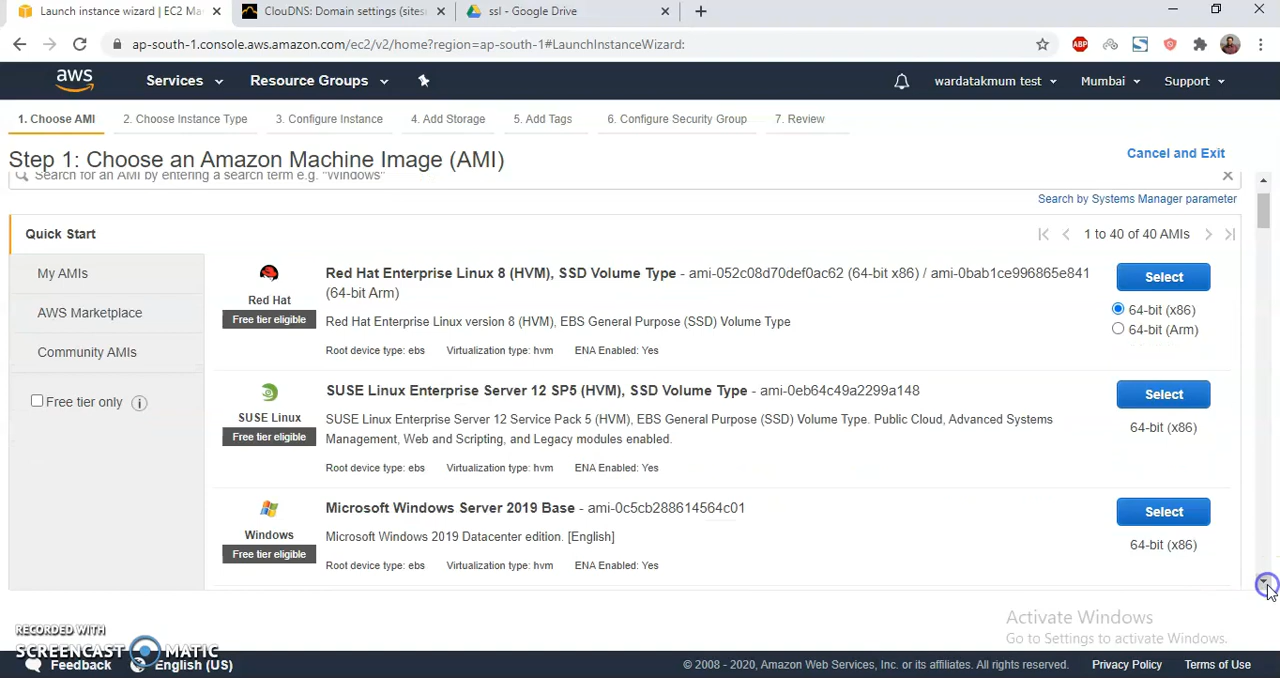 Launch instance wizard | EC2 Ma
ClouDNS: Domain settings (sites
ssl - Google Drive
ap-south-1.console.aws.amazon.com/ec2/v2/home?region=ap-south-1#LaunchInstanceWizard:
ABP
aws
Services
Resource Groups
wardatakmum test
Mumbai
Support
1. Choose AMI
2. Choose Instance Type
3. Configure Instance
4. Add Storage
5. Add Tags
6. Configure Security Group
7. Review
Step 1: Choose an Amazon Machine Image (AMI)
Cancel and Exit
Search for an AMI by entering a search term e.g. "Windows"
Search by Systems Manager parameter
Quick Start
1 to 40 of 40 AMIs
My AMIs
AWS Marketplace
Community AMIs
Free tier only
Red Hat
Free tier eligible
Red Hat Enterprise Linux 8 (HVM), SSD Volume Type - ami-052c08d70def0ac62 (64-bit x86) / ami-0bab1ce996865e841
(64-bit Arm)
Red Hat Enterprise Linux version 8 (HVM), EBS General Purpose (SSD) Volume Type
Root device type: ebs Virtualization type: hvm ENA Enabled: Yes
Select
64-bit (x86)
64-bit (Arm)
SUSE Linux
Free tier eligible
SUSE Linux Enterprise Server 12 SP5 (HVM), SSD Volume Type - ami-0eb64c49a2299a148
SUSE Linux Enterprise Server 12 Service Pack 5 (HVM), EBS General Purpose (SSD) Volume Type. Public Cloud, Advanced Systems
Management, Web and Scripting, and Legacy modules enabled.
Root device type: ebs Virtualization type: hvm ENA Enabled: Yes
Select
64-bit (x86)
Windows
Free tier eligible
Microsoft Windows Server 2019 Base - ami-0c5cb288614564c01
Microsoft Windows 2019 Datacenter edition. [English]
Root device type: ebs Virtualization type: hvm ENA Enabled: Yes
Select
64-bit (x86)
Activate Windows
Go to Settings to activate Windows.
RECORDED WITH
SCREENCAST MATIC
Feedback
English (US)
© 2008 - 2020, Amazon Web Services, Inc. or its affiliates. All rights reserved.
Privacy Policy
Terms of Use